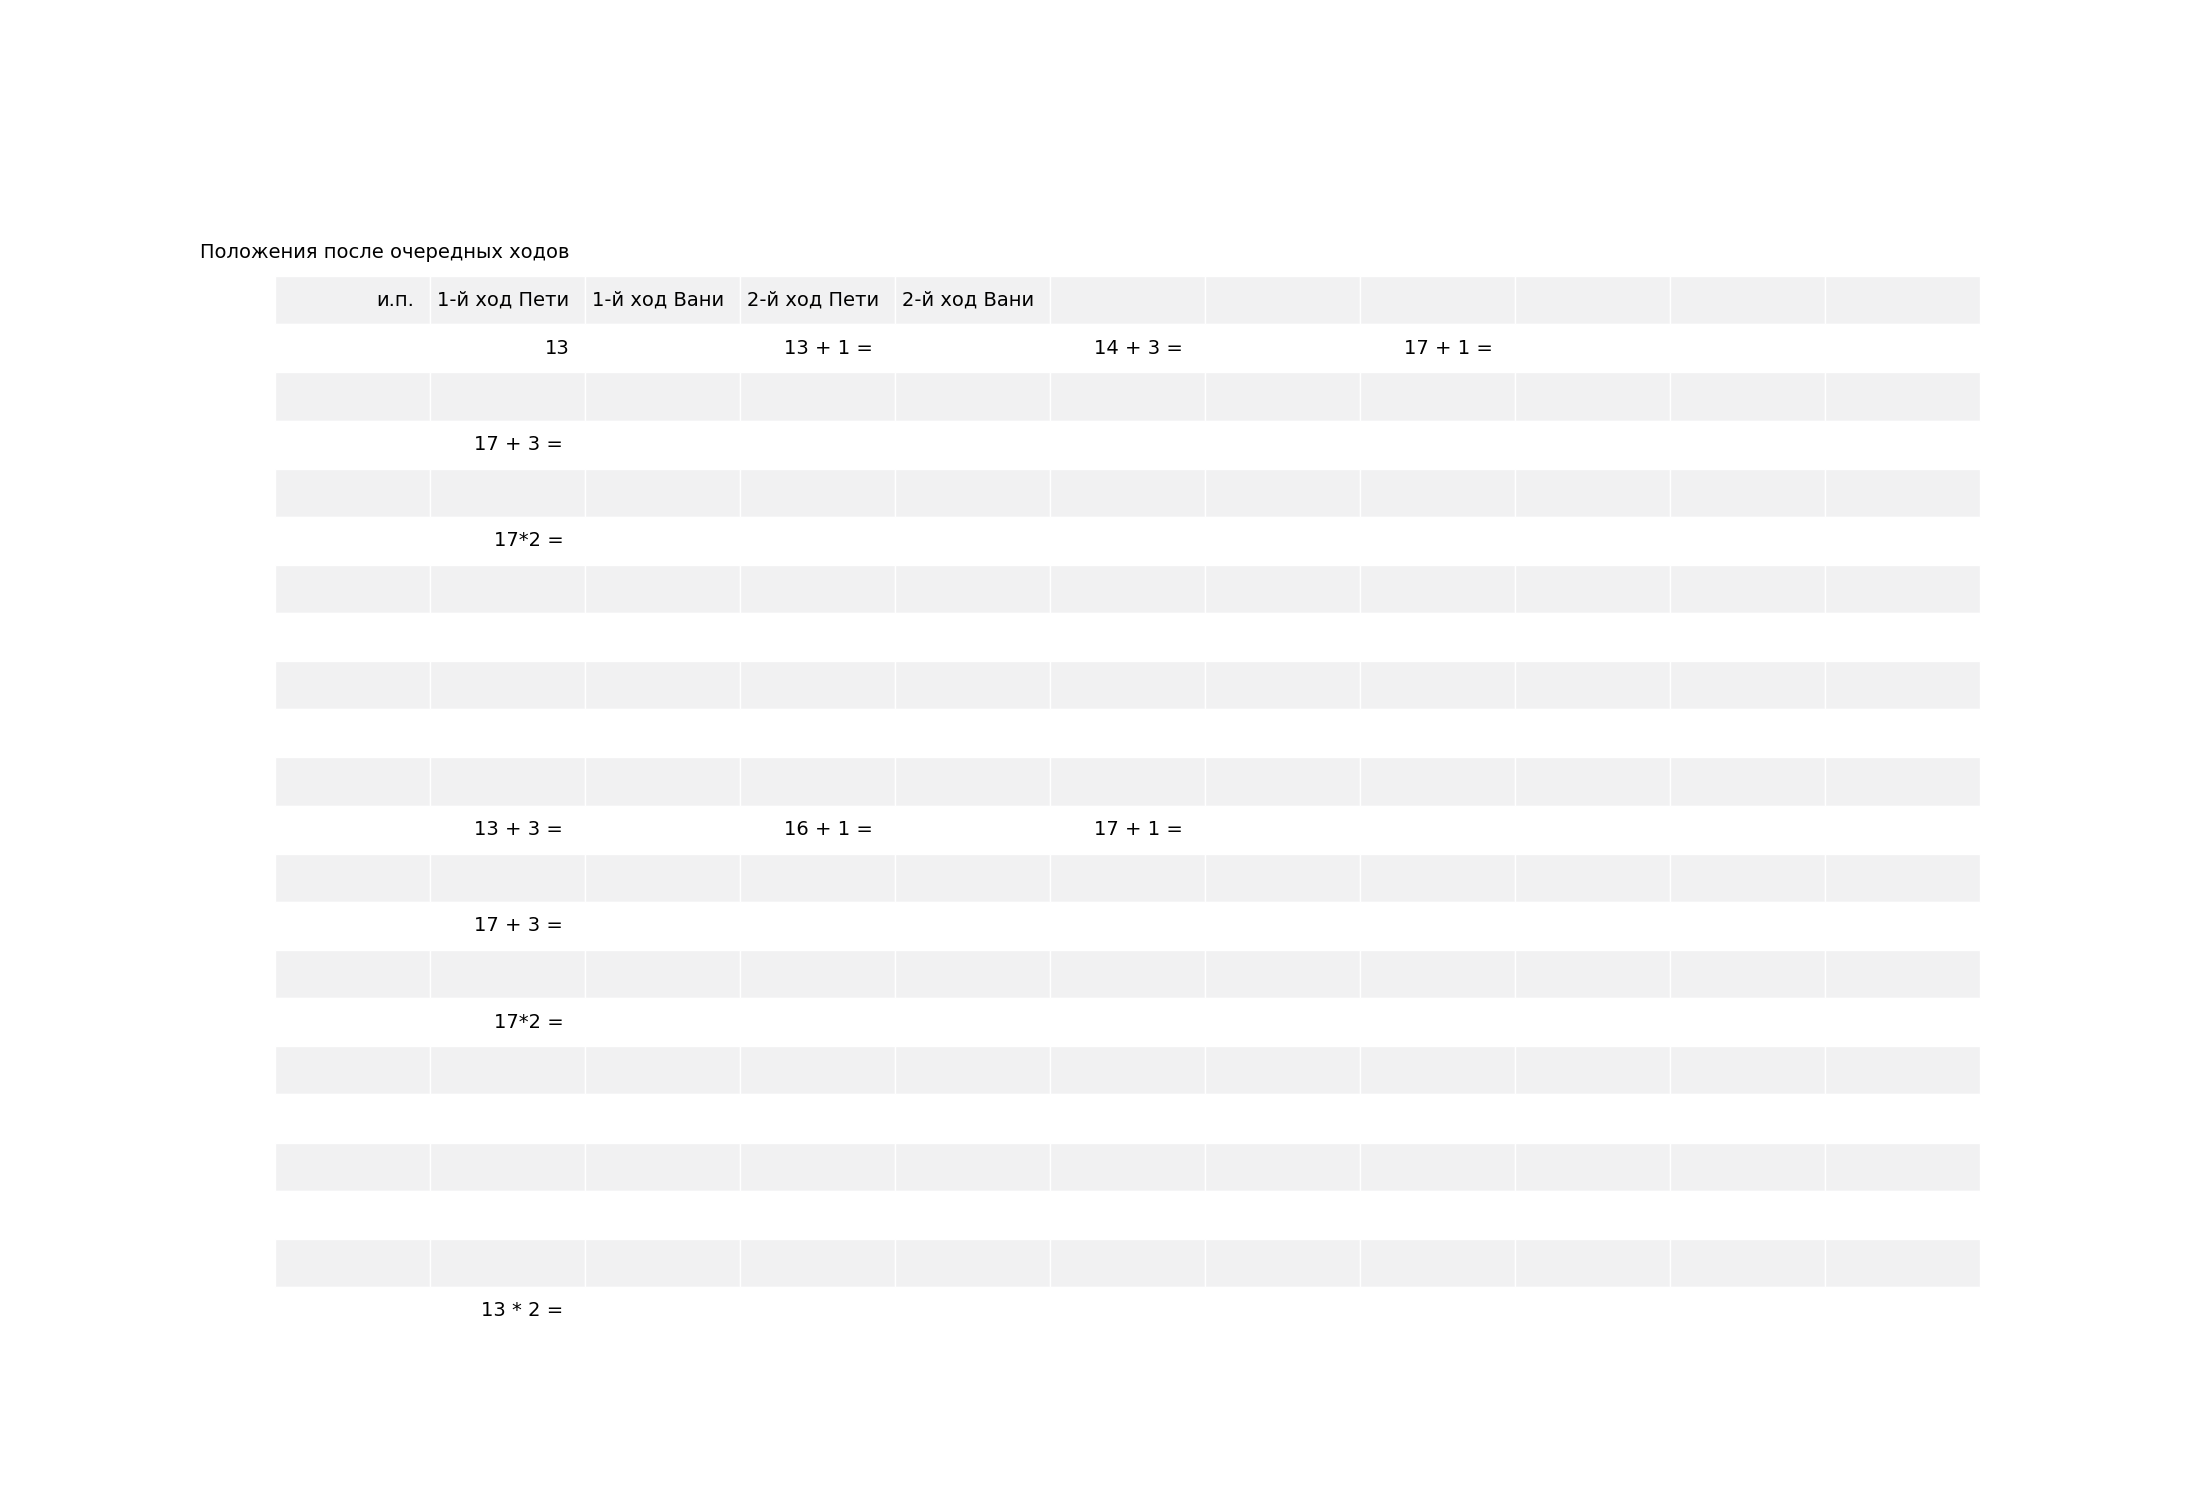 Положения после очередных ходов
и.п. 1-й ход Пети 1-й ход Вани 2-й ход Пети 2-й ход Вани
13 13 + 1 = 14 + 3 = 17 + 1 =
17 + 3 =
17*2 =
13 + 3 = 16 + 1 = 17 + 1 =
17 + 3 =
17*2 =
13 * 2 =